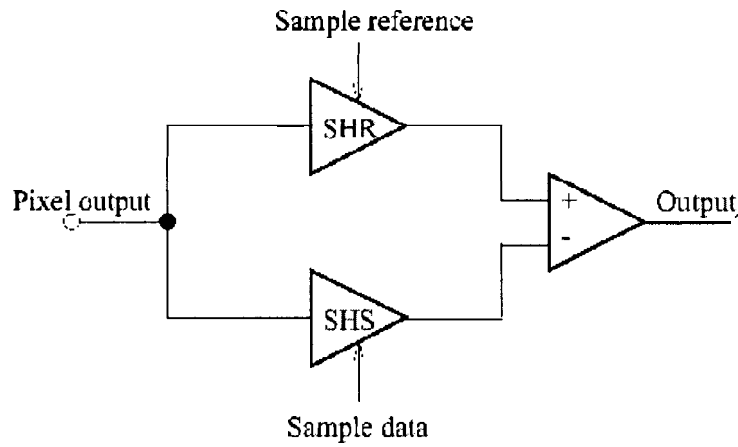 Sample reference
SHR
Pixel output
+
Output
-
SHS
Sample data